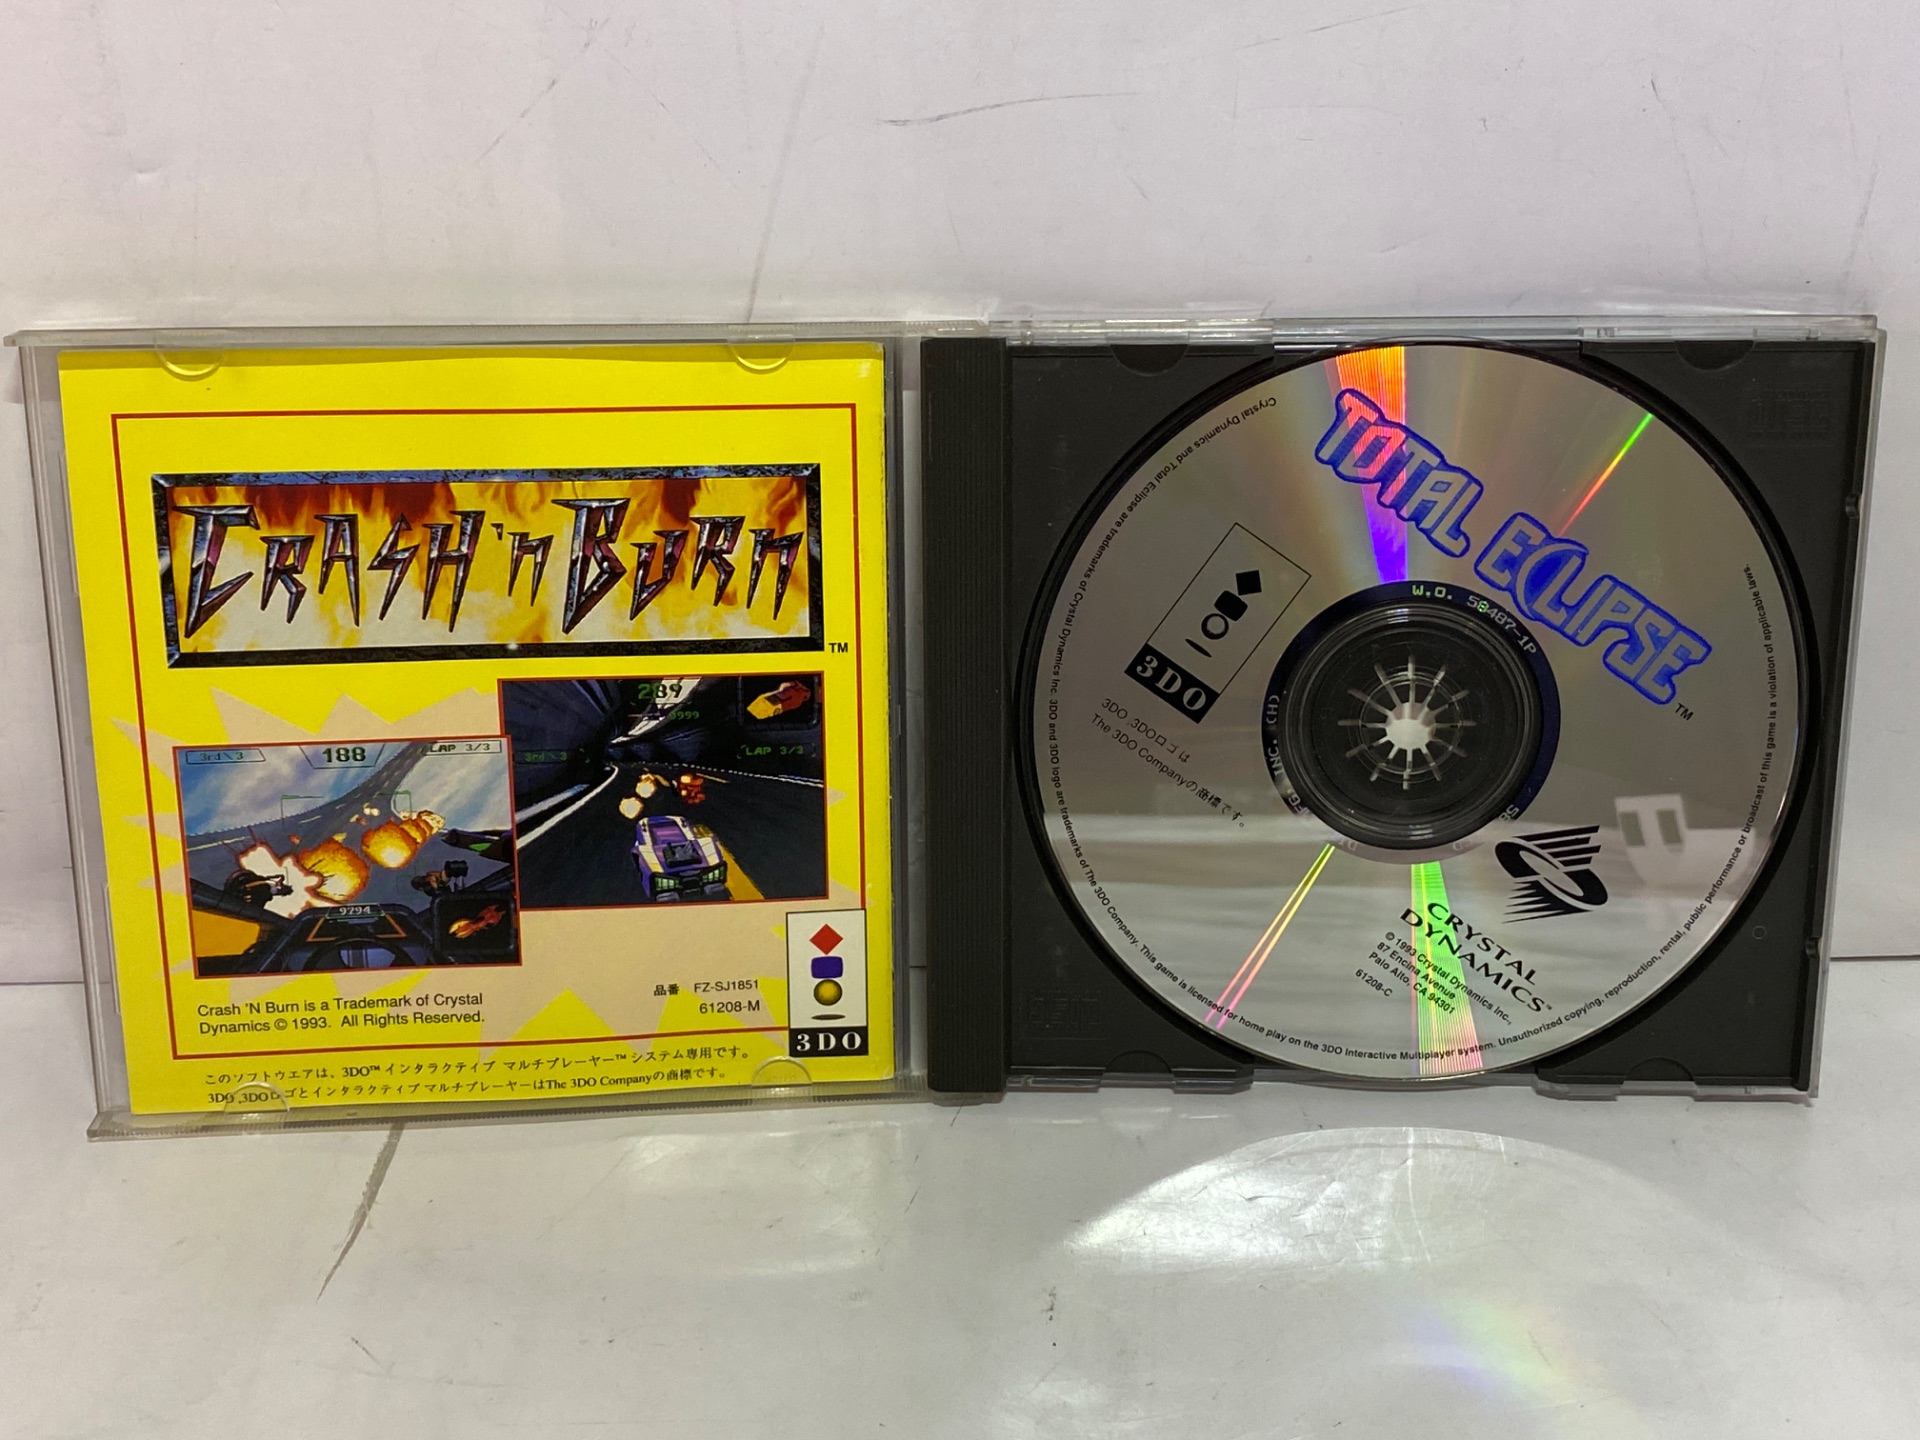 CRASH 'n BURN
TM
289
9999
3rd\3
LAP 3/3
3rd\3
188
LAP 3/3
9294
Crash 'N Burn is a Trademark of Crystal
Dynamics © 1993. All Rights Reserved.
品番 FZ-SJ1851
61208-M
3DO
このソフトウエアは、3DO™ インタラクティブ マルチプレーヤー™ システム専用です。
3DO ,3DOロゴとインタラクティブ マルチプレーヤーはThe 3DO Companyの商標です。
TOTAL ECLIPSE
TM
W.O. 58487-1P
3DO
3DO ,3DOロゴ は
The 3DO Companyの商標です。
CRYSTAL
DYNAMICS™
© 1993 Crystal Dynamics Inc.,
87 Encina Avenue
Palo Alto, CA 94301
61208-C
Crystal Dynamics and Total Eclipse are trademarks of Crystal Dynamics Inc. 3DO and 3DO logo are trademarks of The 3DO Company. This game is licensed for home play on the 3DO Interactive Multiplayer system. Unauthorized copying, reproduction, rental, public performance or broadcast of this game is a violation of applicable laws.